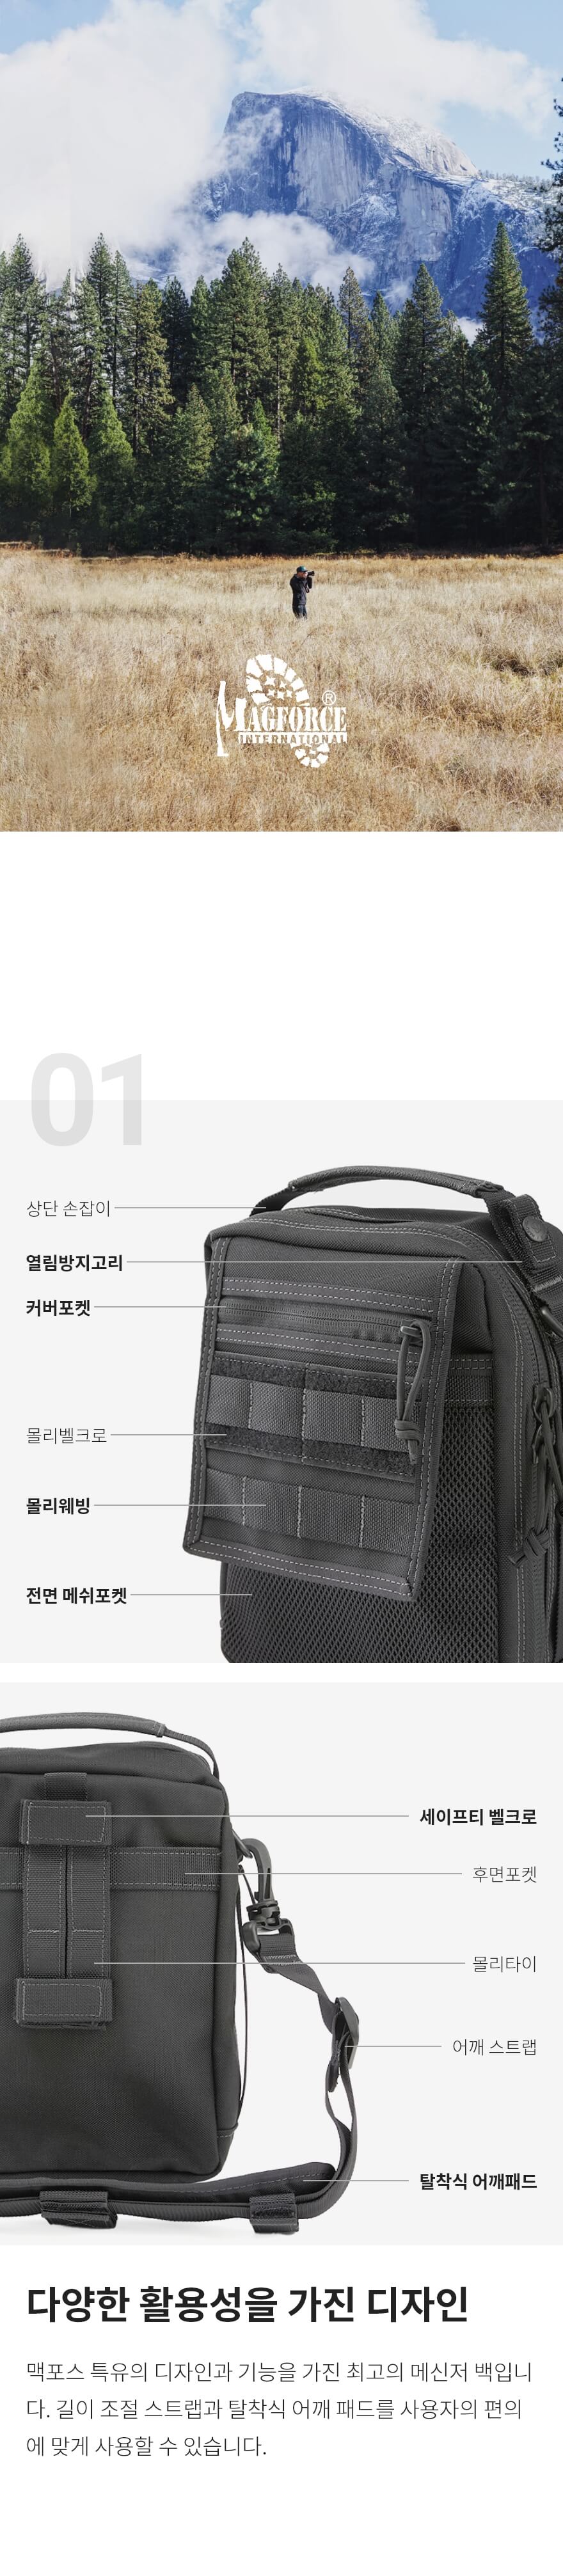 MAGFORCE®
INTERNATIONAL
01
상단 손잡이
열림방지고리
커버포켓
몰리벨크로
몰리웨빙
전면 메쉬포켓
세이프티 벨크로
후면포켓
몰리타이
어깨 스트랩
탈착식 어깨패드
다양한 활용성을 가진 디자인
맥포스 특유의 디자인과 기능을 가진 최고의 메신저 백입니
다. 길이 조절 스트랩과 탈착식 어깨 패드를 사용자의 편의
에 맞게 사용할 수 있습니다.